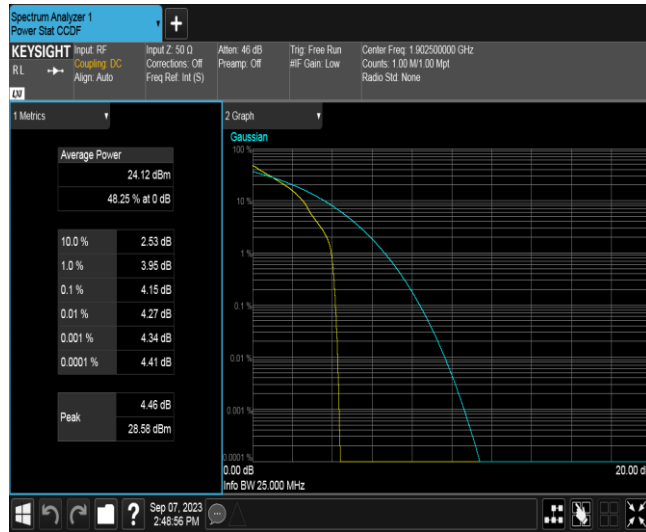 Spectrum Analyzer 1
Power Stat CCDF
+
KEYSIGHT
RL
LXI
Input: RF
Coupling: DC
Align: Auto
Input Z: 50 Ω
Corrections: Off
Freq Ref: Int (S)
Atten: 46 dB
Preamp: Off
Trig: Free Run
#IF Gain: Low
Center Freq: 1.902500000 GHz
Counts: 1.00 M/1.00 Mpt
Radio Std: None
1 Metrics
Average Power
24.12 dBm
48.25 % at 0 dB
10.0 % 2.53 dB
1.0 % 3.95 dB
0.1 % 4.15 dB
0.01 % 4.27 dB
0.001 % 4.34 dB
0.0001 % 4.41 dB
Peak
4.46 dB
28.58 dBm
2 Graph
Gaussian
100 %
10 %
1 %
0.1 %
0.01 %
0.001 %
0.0001 %
0.00 dB
20.00 d
Info BW 25.000 MHz
?
Sep 07, 2023
2:48:56 PM